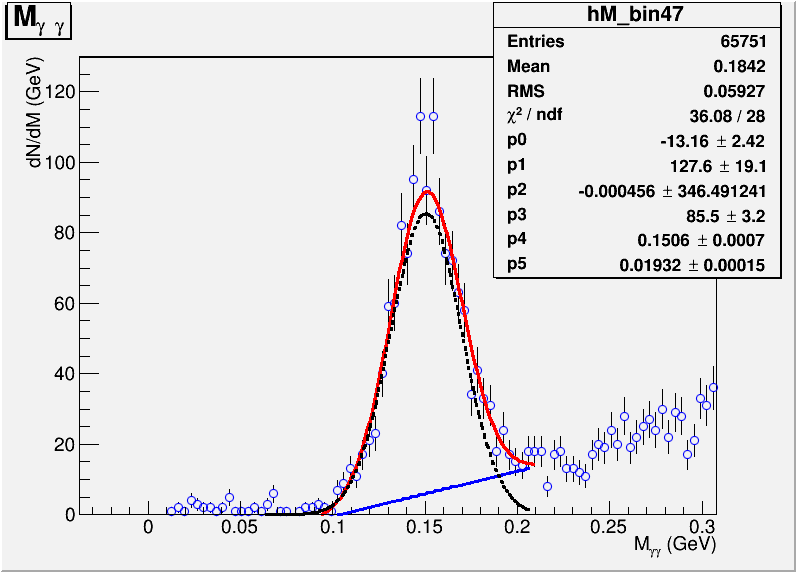 M γ γ
hM_bin47
Entries 65751
Mean 0.1842
RMS 0.05927
χ² / ndf 36.08 / 28
p0 -13.16 ± 2.42
p1 127.6 ± 19.1
p2 -0.000456 ± 346.491241
p3 85.5 ± 3.2
p4 0.1506 ± 0.0007
p5 0.01932 ± 0.00015
dN/dM (GeV)
120
100
80
60
40
20
0
0 0.05 0.1 0.15 0.2 0.25 0.3
Mγγ (GeV)